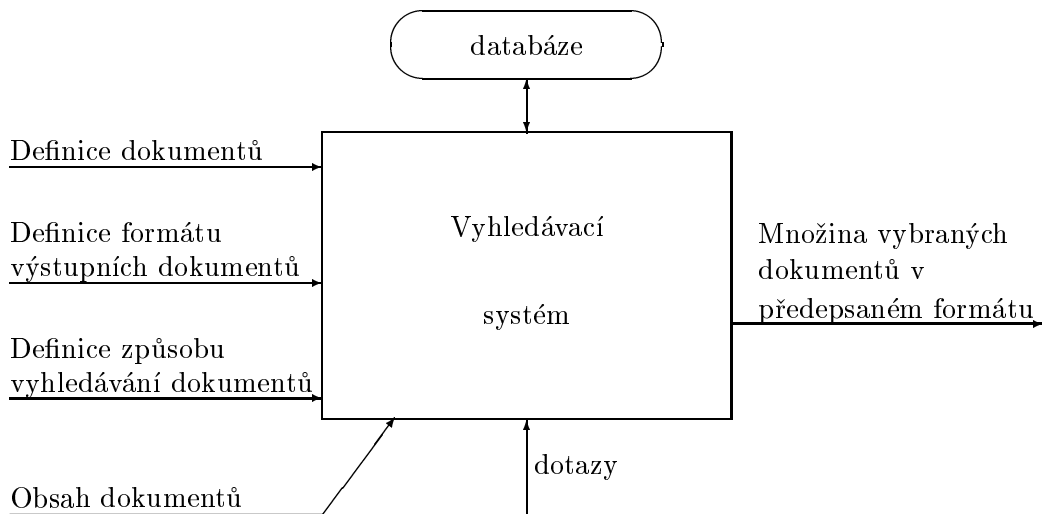 databáze
Definice dokumentů
Definice formátu
výstupních dokumentů
Definice způsobu
vyhledávání dokumentů
Obsah dokumentů
Vyhledávací
systém
dotazy
Množina vybraných
dokumentů v
předepsaném formátu